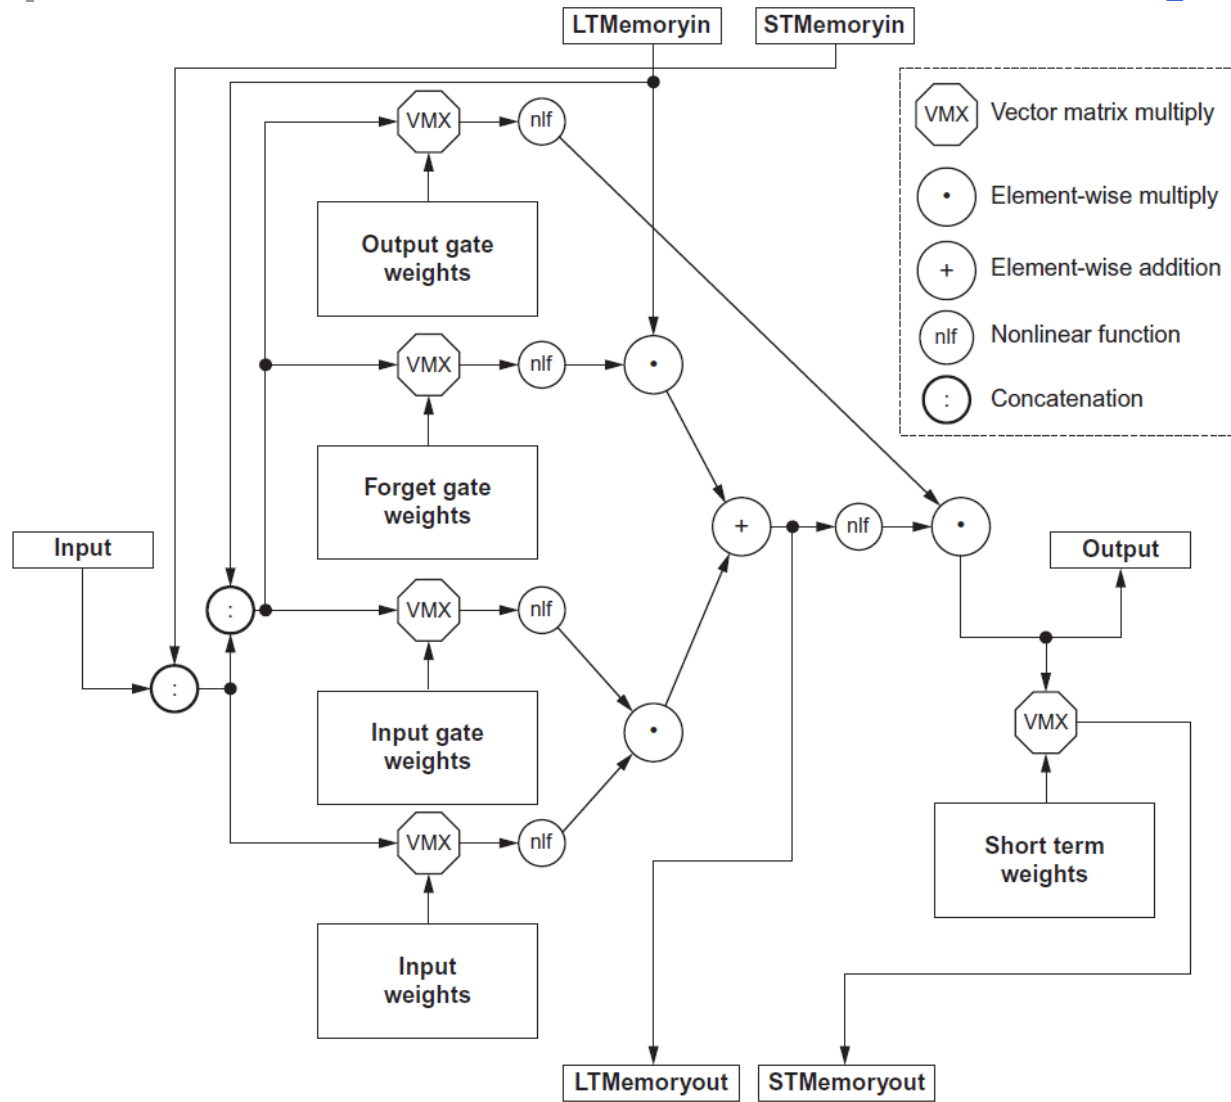 LTMemoryin
STMemoryin
VMX
nlf
Output gate
weights
VMX
nlf
•
Forget gate
weights
Input
+
nlf
•
Output
:
VMX
nlf
:
Input gate
weights
•
VMX
VMX
nlf
Short term
weights
Input
weights
LTMemoryout
STMemoryout
VMX Vector matrix multiply
• Element-wise multiply
+ Element-wise addition
nlf Nonlinear function
: Concatenation